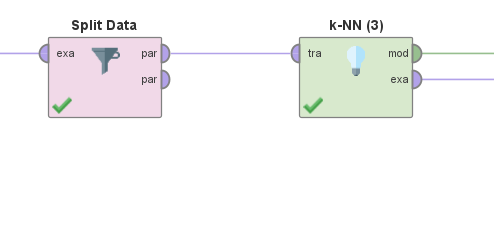 Split Data
k-NN (3)
exa
par
par
tra
mod
exa